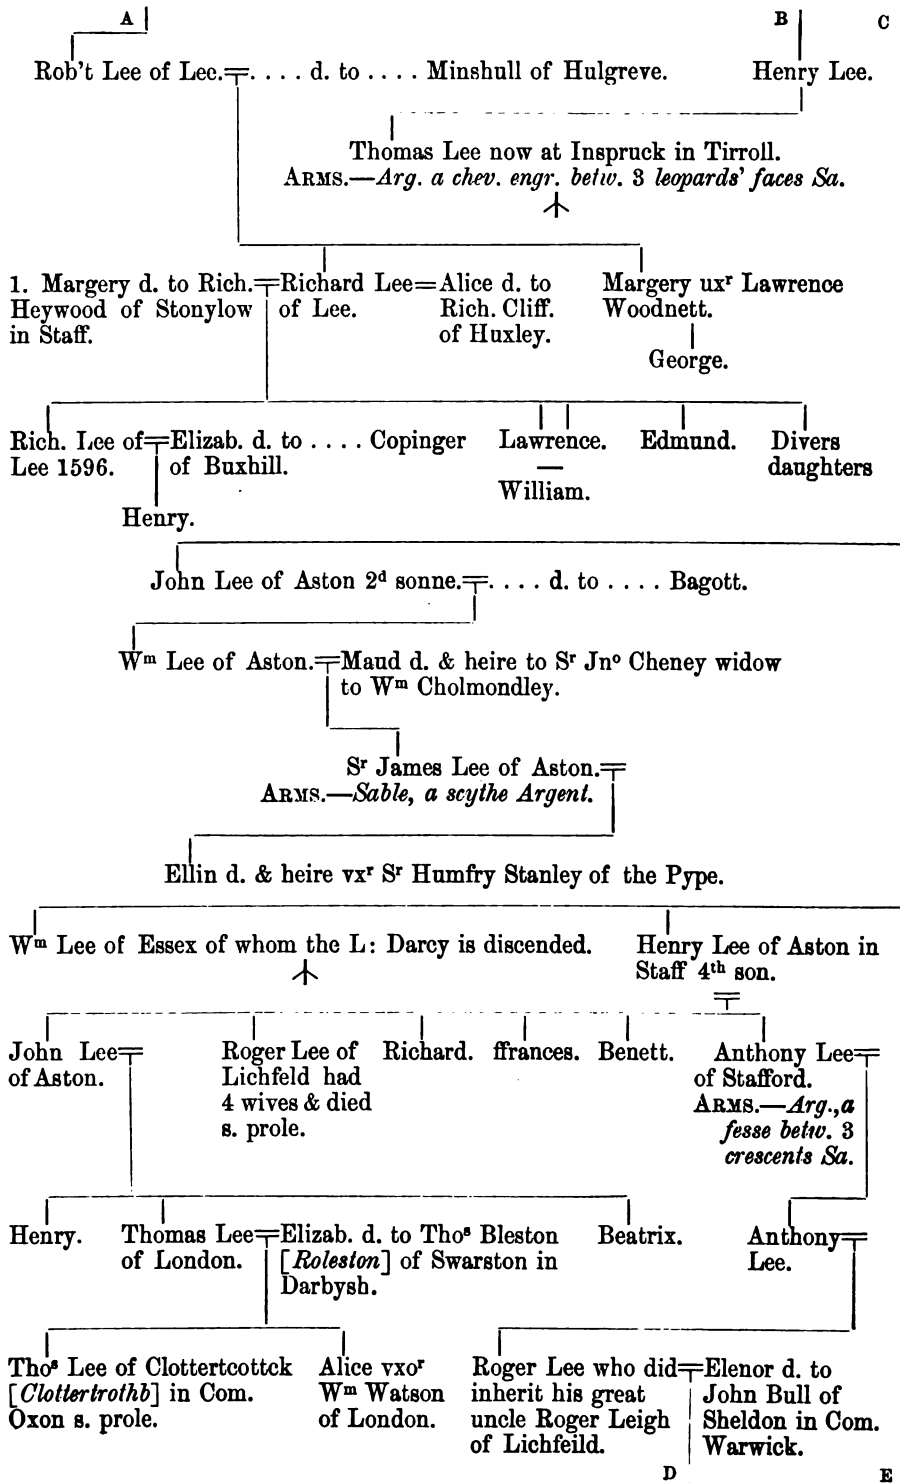 A B C
Rob't Lee of Lee. . . . . d. to . . . . Minshull of Hulgreve. Henry Lee.
Thomas Lee now at Inspruck in Tirroll.
ARMS.—Arg. a chev. engr. betw. 3 leopards' faces Sa.
1. Margery d. to Rich.
Heywood of Stonylow
in Staff.
Richard Lee=
of Lee.
Alice d. to
Rich. Cliff.
of Huxley.
Margery uxʳ Lawrence
Woodnett.
George.
Rich. Lee of
Lee 1596.
Elizab. d. to . . . . Copinger
of Buxhill.
Lawrence.
—
William.
Edmund.
Divers
daughters
Henry.
John Lee of Aston 2ᵈ sonne. . . . . d. to . . . . Bagott.
Wᵐ Lee of Aston.
Maud d. & heire to Sʳ Jnᵒ Cheney widow
to Wᵐ Cholmondley.
Sʳ James Lee of Aston.
ARMS.—Sable, a scythe Argent.
Ellin d. & heire vxʳ Sʳ Humfry Stanley of the Pype.
Wᵐ Lee of Essex of whom the L: Darcy is discended.
Henry Lee of Aston in
Staff 4ᵗʰ son.
John Lee
of Aston.
Roger Lee of
Lichfeld had
4 wives & died
s. prole.
Richard.
ffrances.
Benett.
Anthony Lee
of Stafford.
ARMS.—Arg., a
fesse betw. 3
crescents Sa.
Henry.
Thomas Lee
of London.
Elizab. d. to Thoˢ Bleston
[Roleston] of Swarston in
Darbysh.
Beatrix.
Anthony
Lee.
Thoˢ Lee of Clottertcottck
[Clottertrothb] in Com.
Oxon s. prole.
Alice vxoʳ
Wᵐ Watson
of London.
Roger Lee who did
inherit his great
uncle Roger Leigh
of Lichfeild.
Elenor d. to
John Bull of
Sheldon in Com.
Warwick.
D E